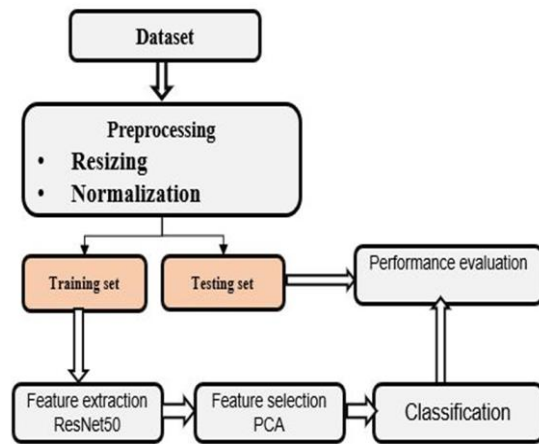 Dataset
Preprocessing
• Resizing
• Normalization
Training set
Testing set
Performance evaluation
Feature extraction
ResNet50
Feature selection
PCA
Classification